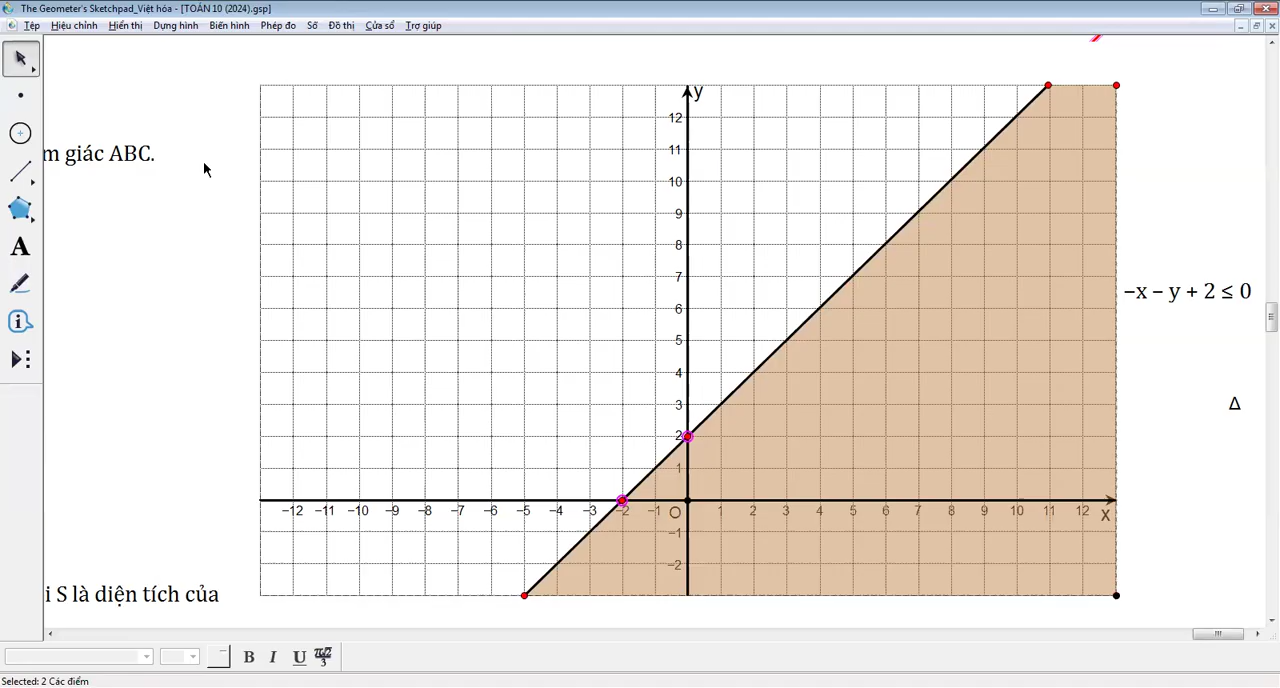 The Geometer's Sketchpad_Việt hóa - [TOÁN 10 (2024).gsp]
Tệp Hiệu chỉnh Hiển thị Dựng hình Biến hình Phép đo Số Đồ thị Cửa sổ Trợ giúp
y
12
11
m giác ABC.
10
9
8
7
−x − y + 2 ≤ 0
6
5
4
3
Δ
2
1
−12 −11 −10 −9 −8 −7 −6 −5 −4 −3 −2 −1 O 1 2 3 4 5 6 7 8 9 10 11 12 x
−1
−2
i S là diện tích của
A
B I U
Selected: 2 Các điểm